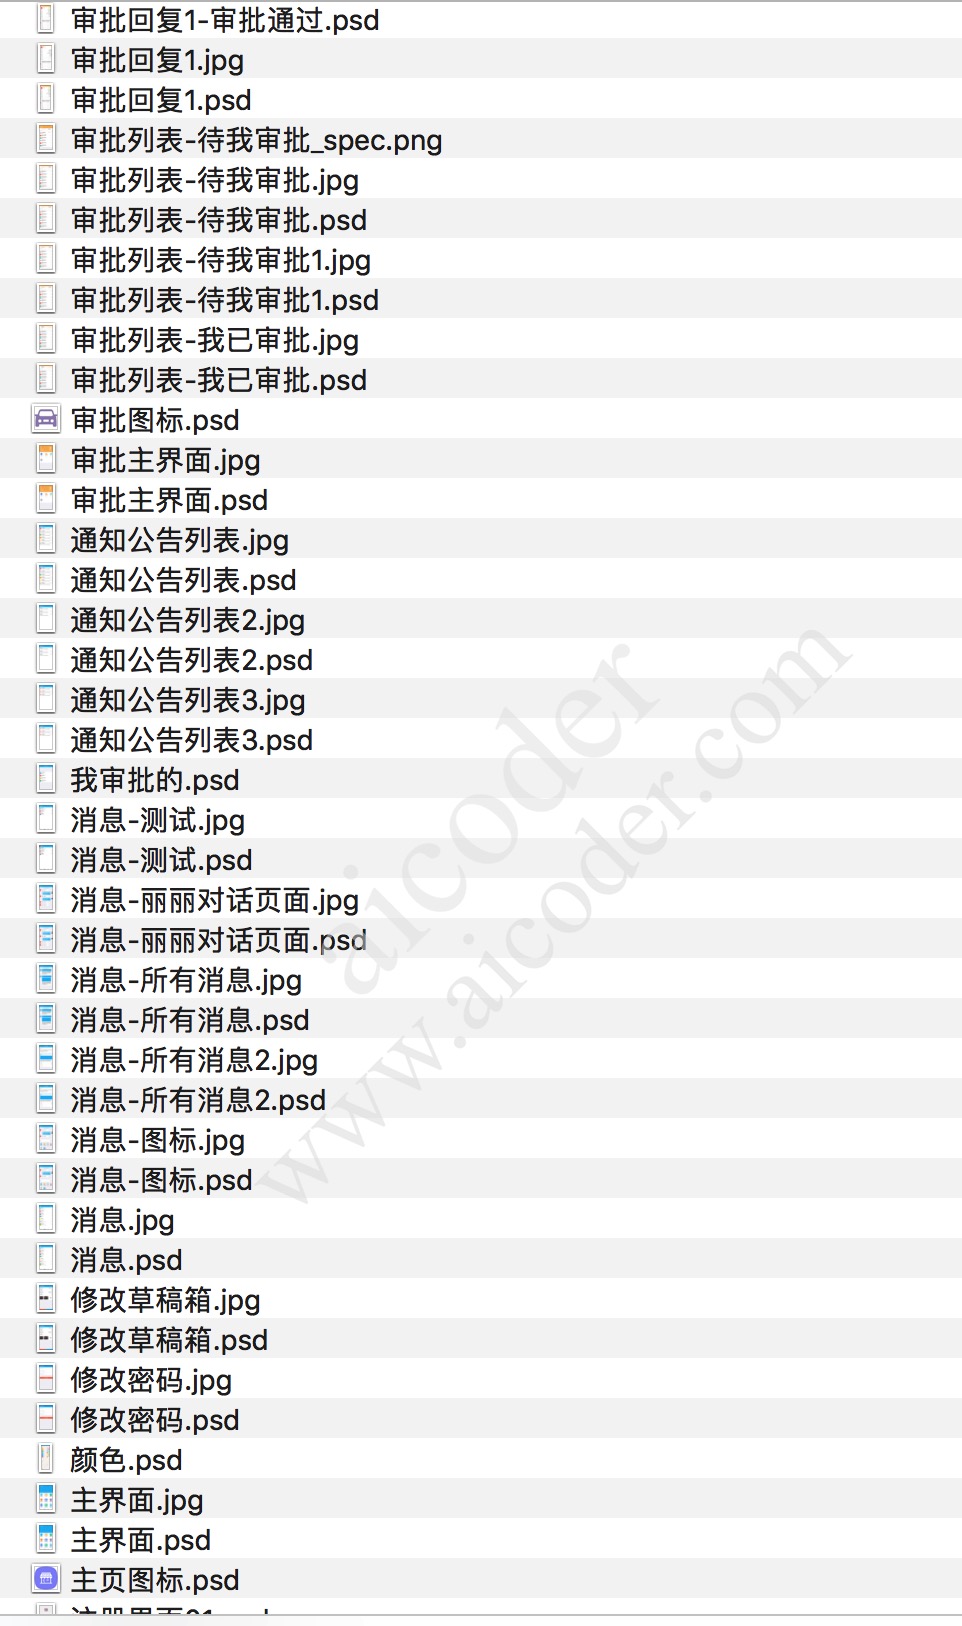 审批回复1-审批通过.psd
审批回复1.jpg
审批回复1.psd
审批列表-待我审批_spec.png
审批列表-待我审批.jpg
审批列表-待我审批.psd
审批列表-待我审批1.jpg
审批列表-待我审批1.psd
审批列表-我已审批.jpg
审批列表-我已审批.psd
审批图标.psd
审批主界面.jpg
审批主界面.psd
通知公告列表.jpg
通知公告列表.psd
通知公告列表2.jpg
通知公告列表2.psd
通知公告列表3.jpg
通知公告列表3.psd
我审批的.psd
消息-测试.jpg
消息-测试.psd
消息-丽丽对话页面.jpg
消息-丽丽对话页面.psd
消息-所有消息.jpg
消息-所有消息.psd
消息-所有消息2.jpg
消息-所有消息2.psd
消息-图标.jpg
消息-图标.psd
消息.jpg
消息.psd
修改草稿箱.jpg
修改草稿箱.psd
修改密码.jpg
修改密码.psd
颜色.psd
主界面.jpg
主界面.psd
主页图标.psd
aicoder
www.aicoder.com